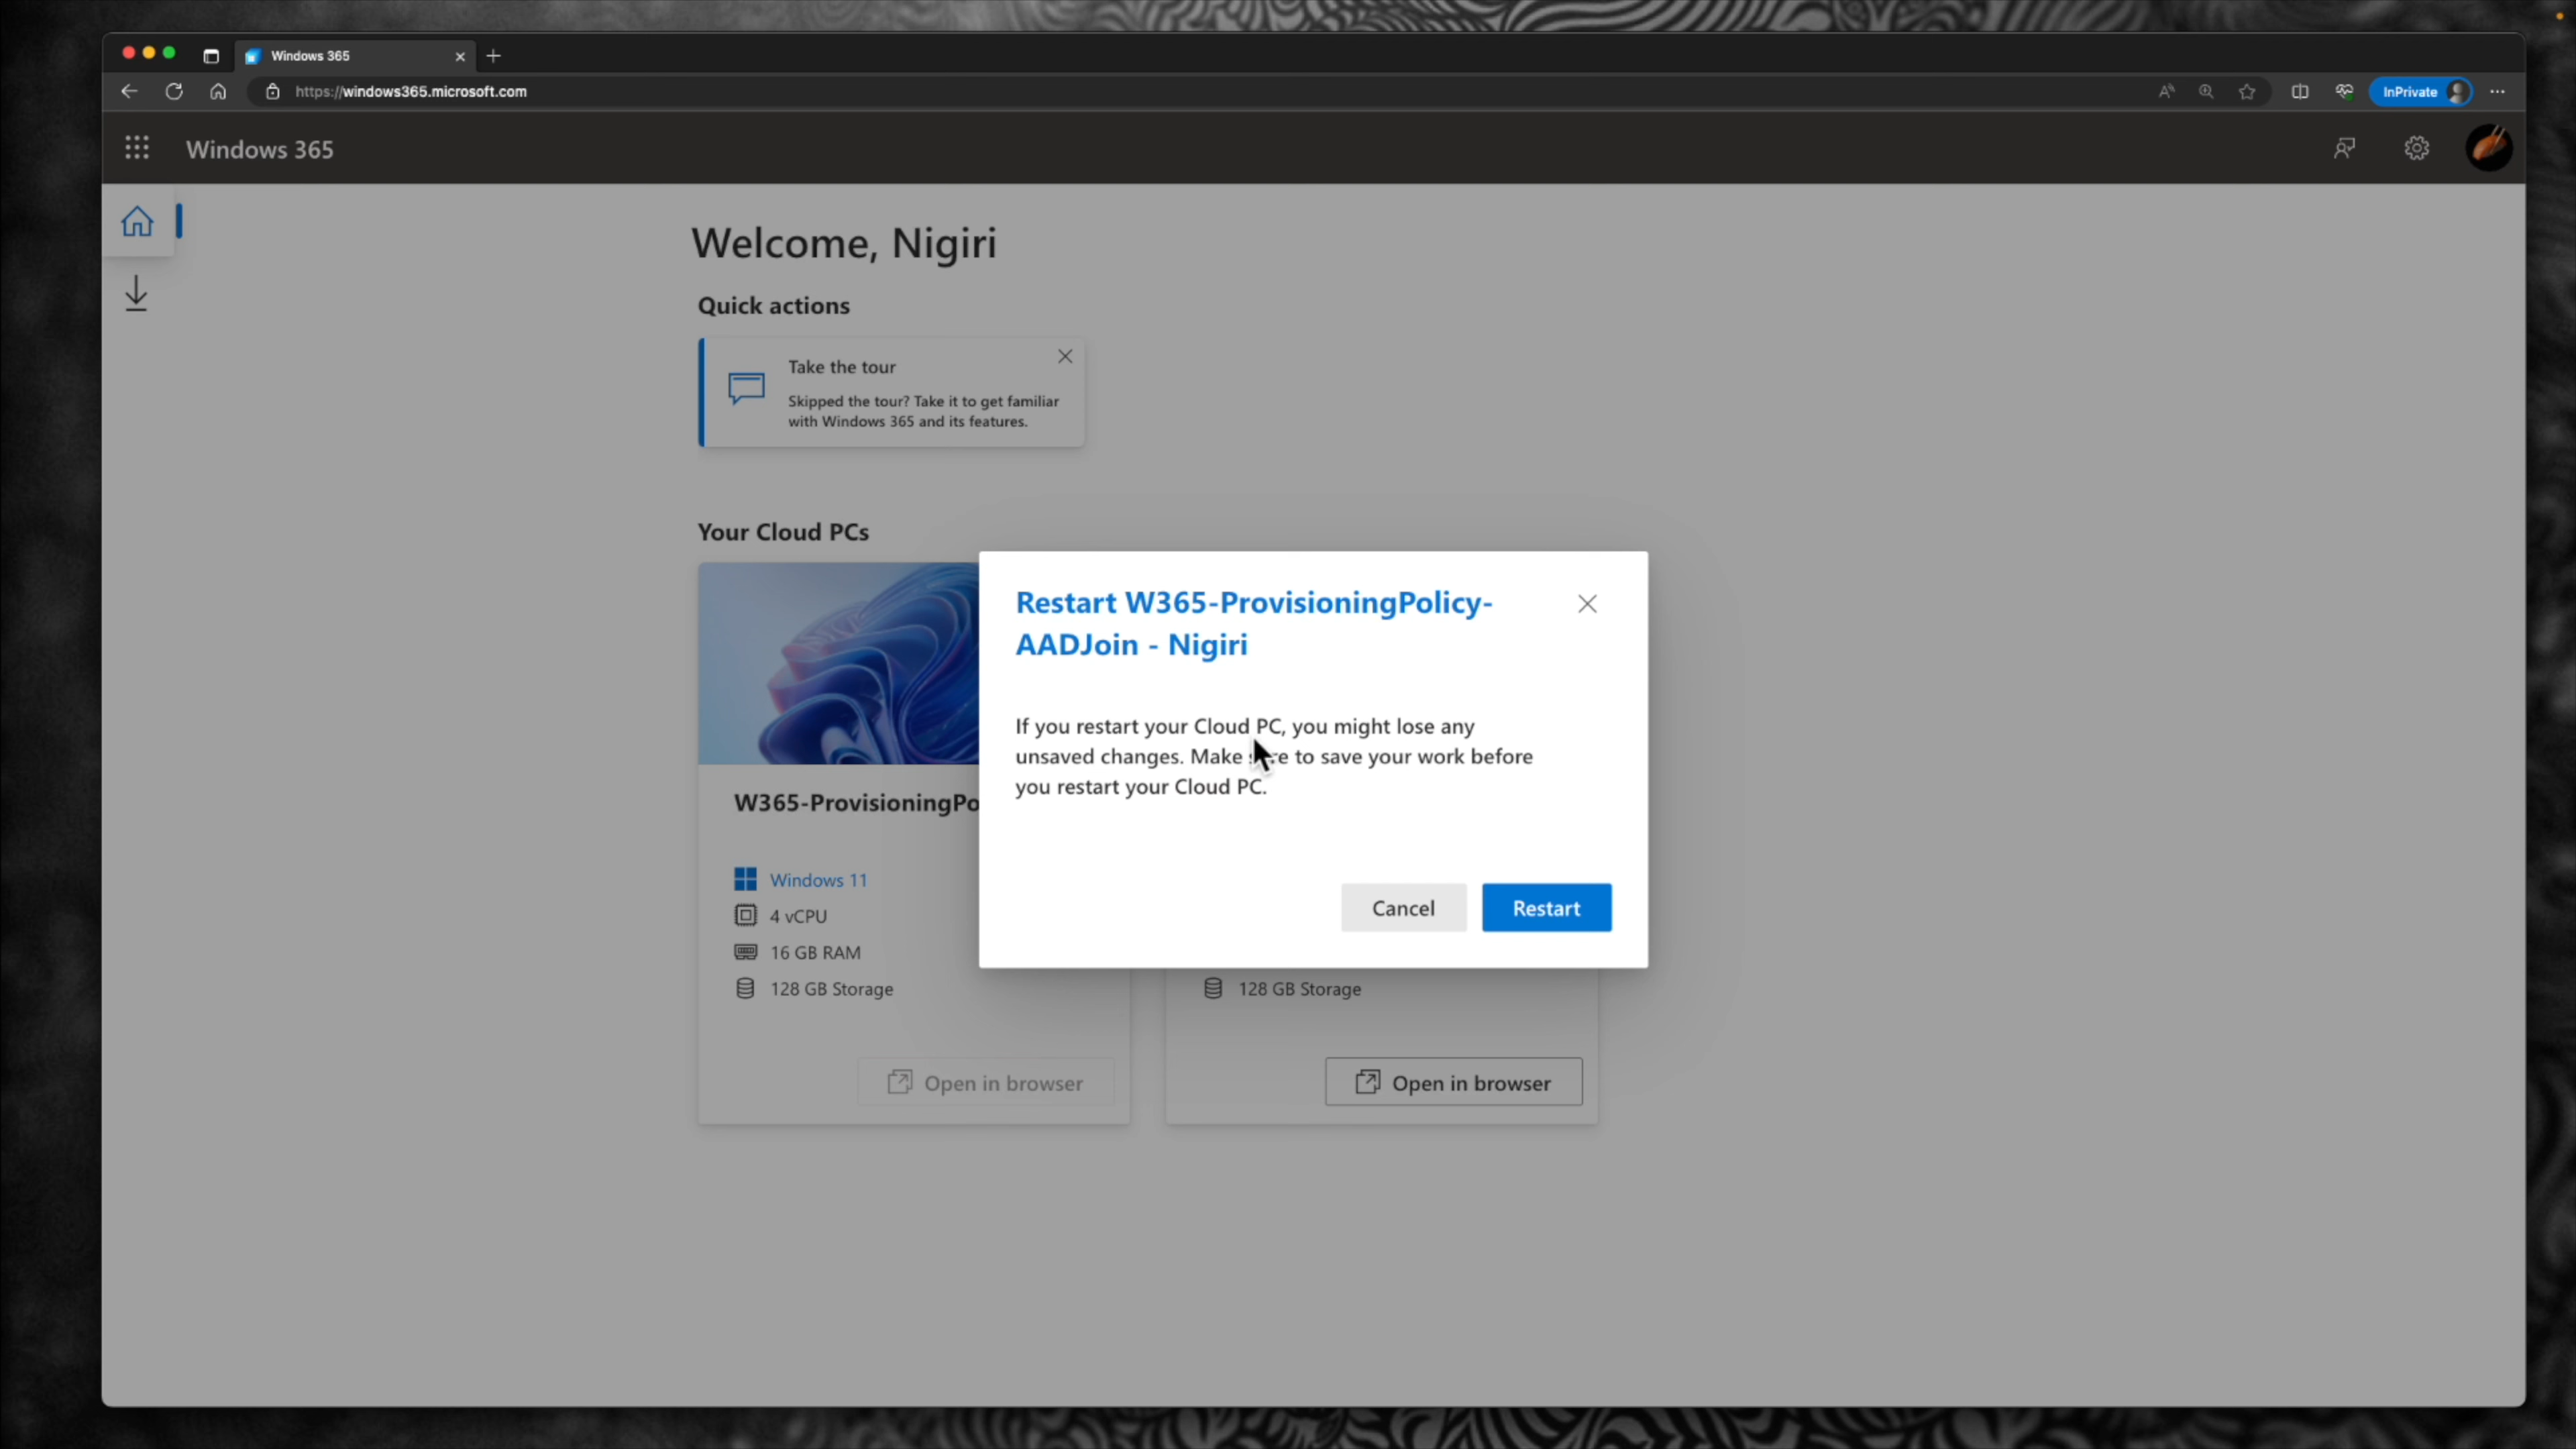 Windows 365
https://windows365.microsoft.com
InPrivate
Windows 365
Welcome, Nigiri
Quick actions
Take the tour
Skipped the tour? Take it to get familiar
with Windows 365 and its features.
Your Cloud PCs
W365-ProvisioningPo
Windows 11
4 vCPU
16 GB RAM
128 GB Storage
Open in browser
Restart W365-ProvisioningPolicy-
AADJoin - Nigiri
If you restart your Cloud PC, you might lose any
unsaved changes. Make sure to save your work before
you restart your Cloud PC.
Cancel
Restart
128 GB Storage
Open in browser